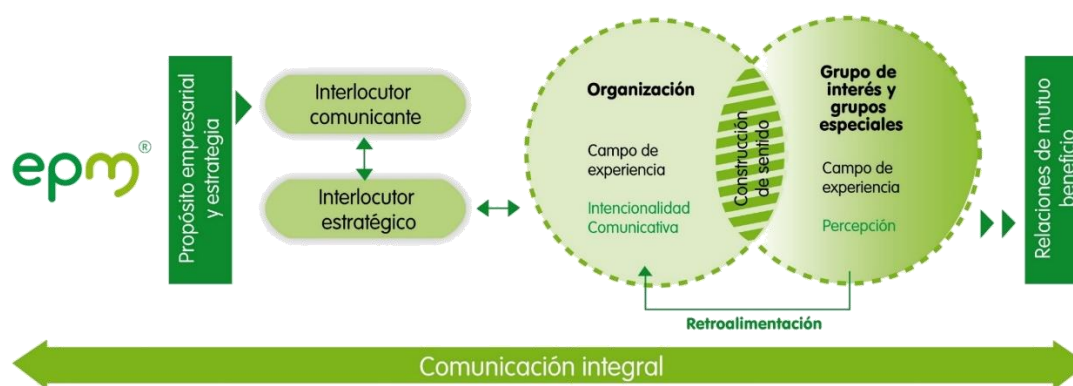 epm®
Propósito empresarial
y estrategia
Interlocutor
comunicante
Interlocutor
estratégico
Organización
Campo de
experiencia
Intencionalidad
Comunicativa
Construcción
de sentido
Grupo de
interés y
grupos
especiales
Campo de
experiencia
Percepción
Retroalimentación
Relaciones de mutuo
beneficio
Comunicación integral